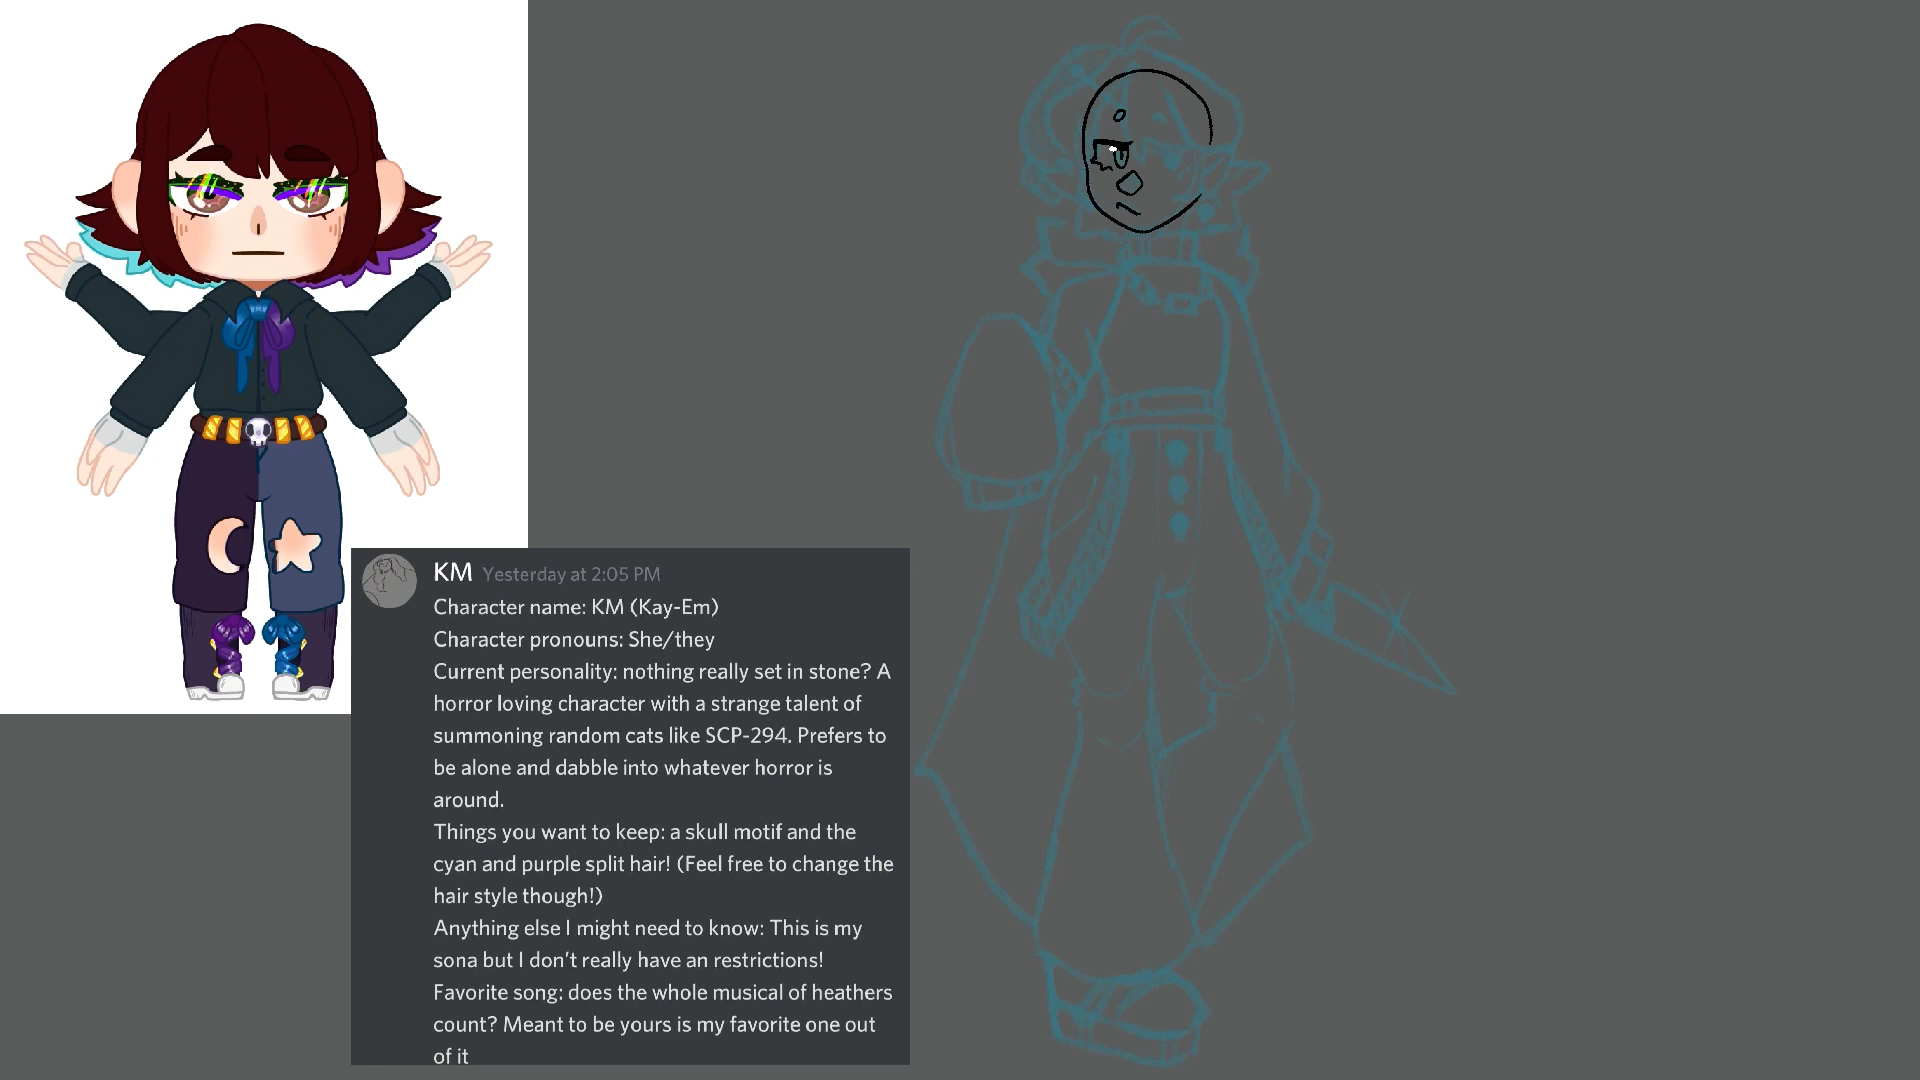 KM Yesterday at 2:05 PM
Character name: KM (Kay-Em)
Character pronouns: She/they
Current personality: nothing really set in stone? A
horror loving character with a strange talent of
summoning random cats like SCP-294. Prefers to
be alone and dabble into whatever horror is
around.
Things you want to keep: a skull motif and the
cyan and purple split hair! (Feel free to change the
hair style though!)
Anything else I might need to know: This is my
sona but I don't really have an restrictions!
Favorite song: does the whole musical of heathers
count? Meant to be yours is my favorite one out
of it